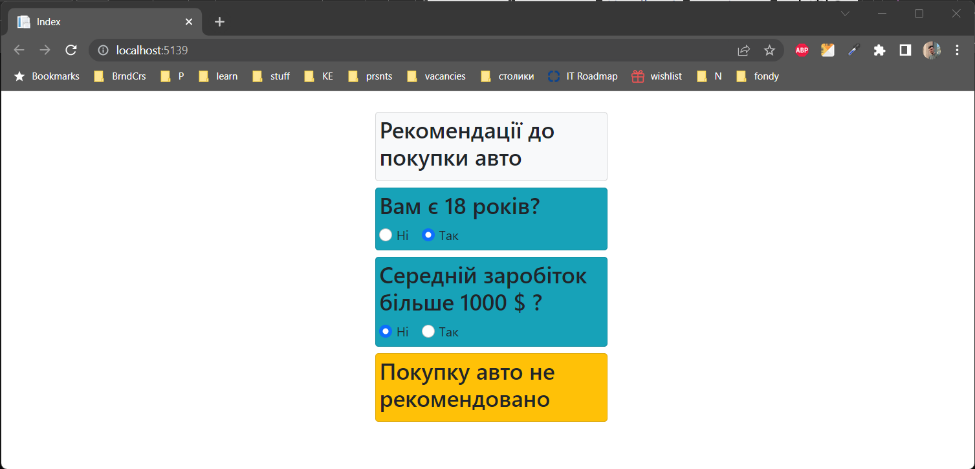 Index
localhost:5139
ABP
Bookmarks BrndCrs P learn stuff KE prsnts vacancies столики IT Roadmap wishlist N fondy
Рекомендації до
покупки авто
Вам є 18 років?
Ні Так
Середній заробіток
більше 1000 $ ?
Ні Так
Покупку авто не
рекомендовано